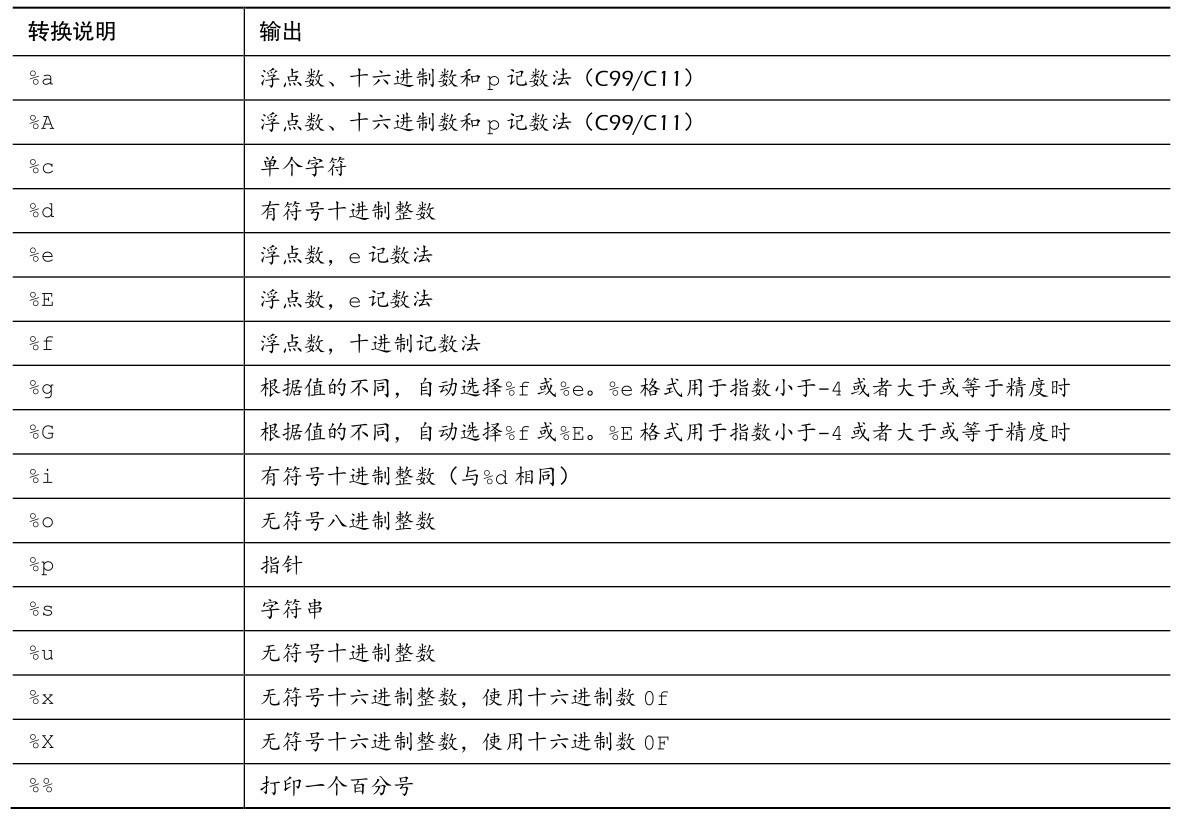 转换说明 输出
%a 浮点数、十六进制数和 p 记数法（C99/C11）
%A 浮点数、十六进制数和 p 记数法（C99/C11）
%c 单个字符
%d 有符号十进制整数
%e 浮点数，e 记数法
%E 浮点数，e 记数法
%f 浮点数，十进制记数法
%g 根据值的不同，自动选择%f 或%e。%e 格式用于指数小于-4 或者大于或等于精度时
%G 根据值的不同，自动选择%f 或%E。%E 格式用于指数小于-4 或者大于或等于精度时
%i 有符号十进制整数（与%d 相同）
%o 无符号八进制整数
%p 指针
%s 字符串
%u 无符号十进制整数
%x 无符号十六进制整数，使用十六进制数 0f
%X 无符号十六进制整数，使用十六进制数 0F
%% 打印一个百分号